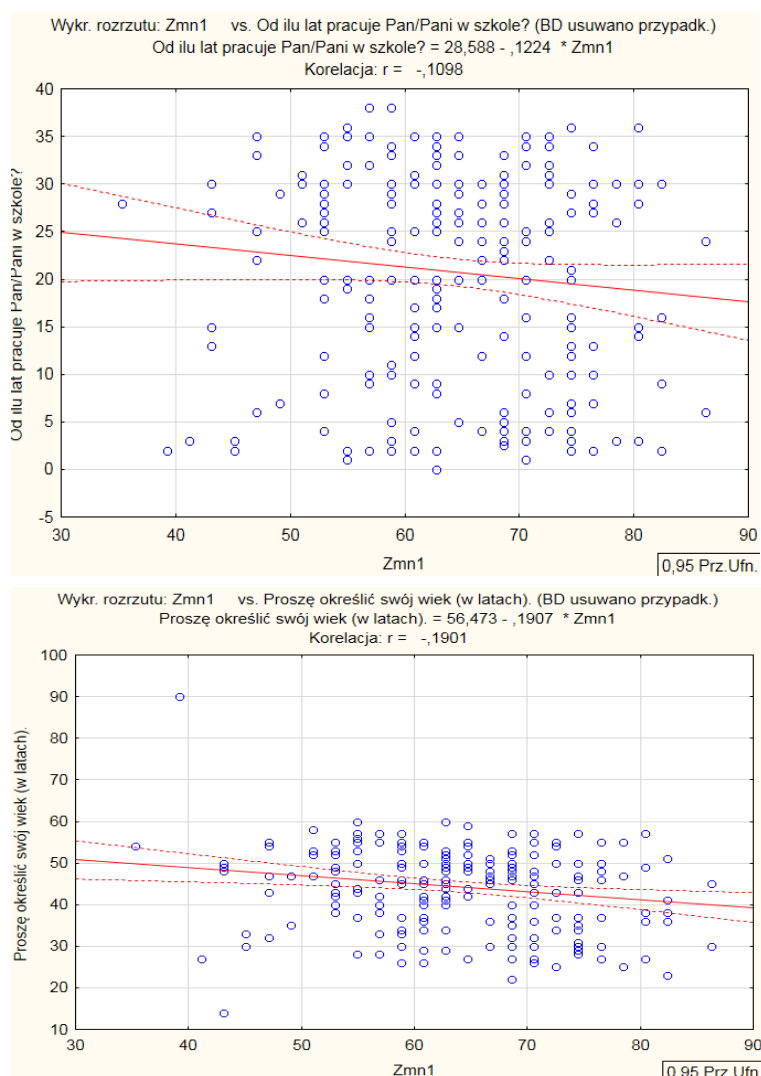 Wykr. rozrzutu: Zmn1 vs. Od ilu lat pracuje Pan/Pani w szkole? (BD usuwano przypadk.)
Od ilu lat pracuje Pan/Pani w szkole? = 28,588 - ,1224 * Zmn1
Korelacja: r = -,1098
40
35
30
25
20
15
10
5
0
-5
Od ilu lat pracuje Pan/Pani w szkole?
30 40 50 60 70 80 90
Zmn1
0,95 Prz.Ufn.
Wykr. rozrzutu: Zmn1 vs. Proszę określić swój wiek (w latach). (BD usuwano przypadk.)
Proszę określić swój wiek (w latach). = 56,473 - ,1907 * Zmn1
Korelacja: r = -,1901
100
90
80
70
60
50
40
30
20
10
Proszę określić swój wiek (w latach).
30 40 50 60 70 80 90
Zmn1
0,95 Prz.Ufn.